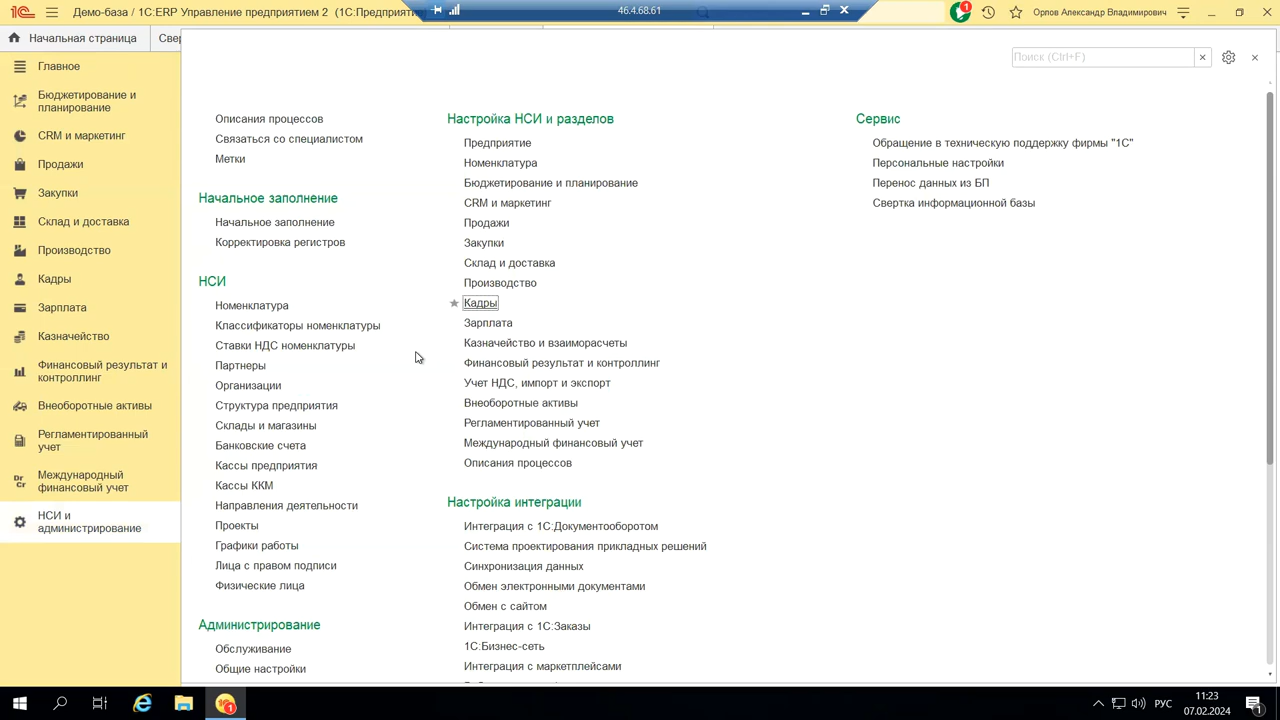 Демо-база / 1С:ERP Управление предприятием 2 (1С:Предприятие
46.4.68.61
1
Орлов Александр Владимирович
Начальная страница
Свер
Главное
Бюджетирование и
планирование
CRM и маркетинг
Продажи
Закупки
Склад и доставка
Производство
Кадры
Зарплата
Казначейство
Финансовый результат и
контроллинг
Внеоборотные активы
Регламентированный
учет
Международный
финансовый учет
НСИ и
администрирование
Поиск (Ctrl+F)
Описания процессов
Связаться со специалистом
Метки
Начальное заполнение
Начальное заполнение
Корректировка регистров
НСИ
Номенклатура
Классификаторы номенклатуры
Ставки НДС номенклатуры
Партнеры
Организации
Структура предприятия
Склады и магазины
Банковские счета
Кассы предприятия
Кассы ККМ
Направления деятельности
Проекты
Графики работы
Лица с правом подписи
Физические лица
Администрирование
Обслуживание
Общие настройки
Настройка НСИ и разделов
Предприятие
Номенклатура
Бюджетирование и планирование
CRM и маркетинг
Продажи
Закупки
Склад и доставка
Производство
Кадры
Зарплата
Казначейство и взаиморасчеты
Финансовый результат и контроллинг
Учет НДС, импорт и экспорт
Внеоборотные активы
Регламентированный учет
Международный финансовый учет
Описания процессов
Настройка интеграции
Интеграция с 1С:Документооборотом
Система проектирования прикладных решений
Синхронизация данных
Обмен электронными документами
Обмен с сайтом
Интеграция с 1С:Заказы
1С:Бизнес-сеть
Интеграция с маркетплейсами
Сервис
Обращение в техническую поддержку фирмы "1С"
Персональные настройки
Перенос данных из БП
Свертка информационной базы
1
РУС
11:23
07.02.2024
1